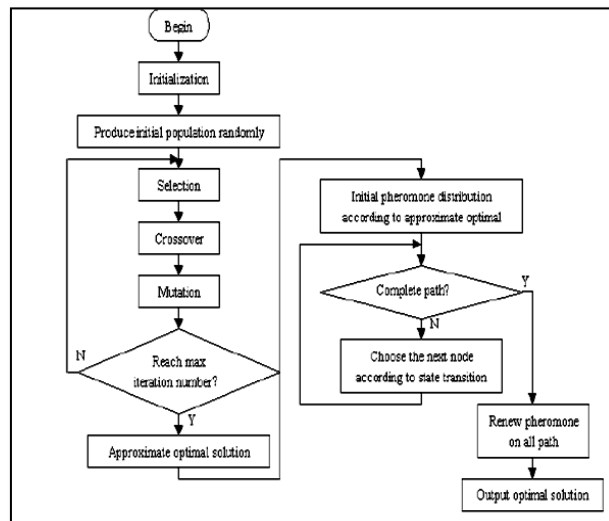 Begin
Initialization
Produce initial population randomly
Selection
Crossover
Mutation
N
Reach max
iteration number?
Y
Approximate optimal solution
Initial pheromone distribution
according to approximate optimal
Complete path?
Y
N
Choose the next node
according to state transition
Renew pheromone
on all path
Output optimal solution